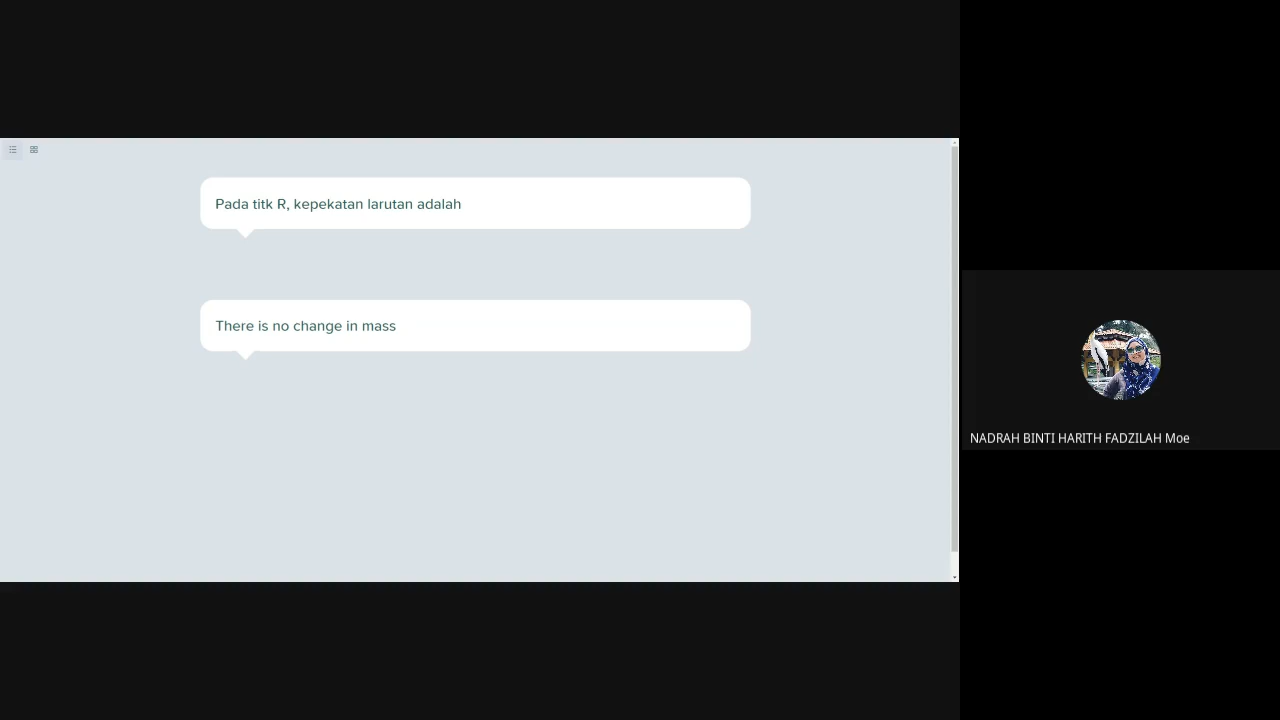 Pada titk R, kepekatan larutan adalah
There is no change in mass
NADRAH BINTI HARITH FADZILAH Moe